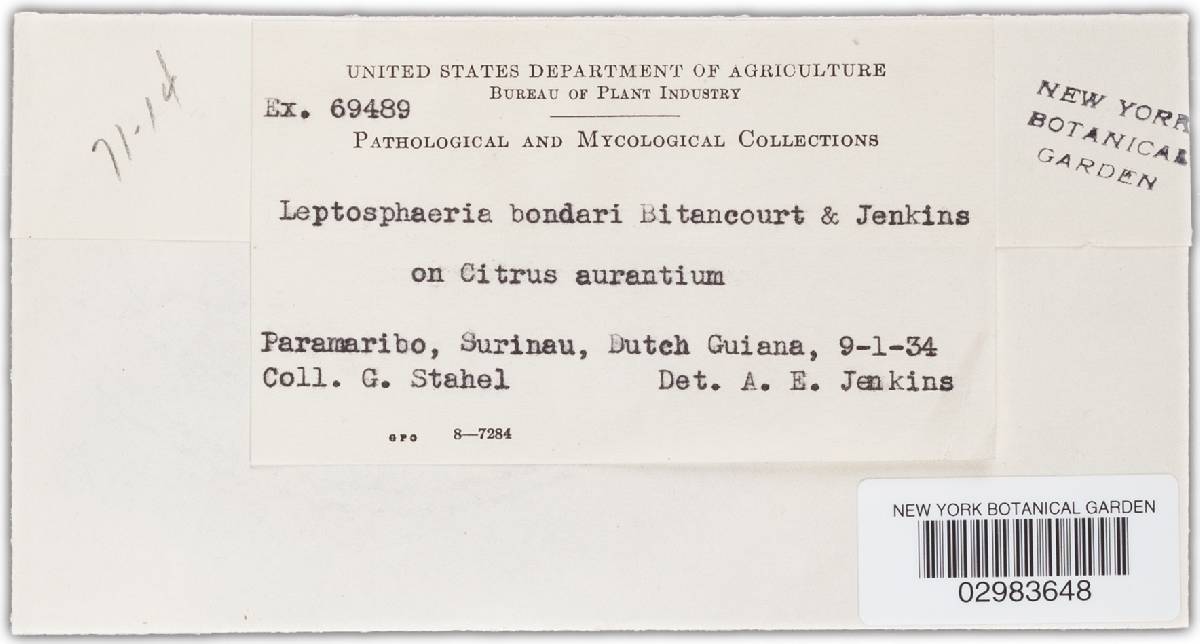 71-14
UNITED STATES DEPARTMENT OF AGRICULTURE
BUREAU OF PLANT INDUSTRY
Ex. 69489
PATHOLOGICAL AND MYCOLOGICAL COLLECTIONS
NEW YORK
BOTANICAL
GARDEN
Leptosphaeria bondari Bitancourt & Jenkins
on Citrus aurantium
Paramaribo, Surinau, Dutch Guiana, 9-1-34
Coll. G. Stahel Det. A. E. Jenkins
GPO 8—7284
NEW YORK BOTANICAL GARDEN
02983648